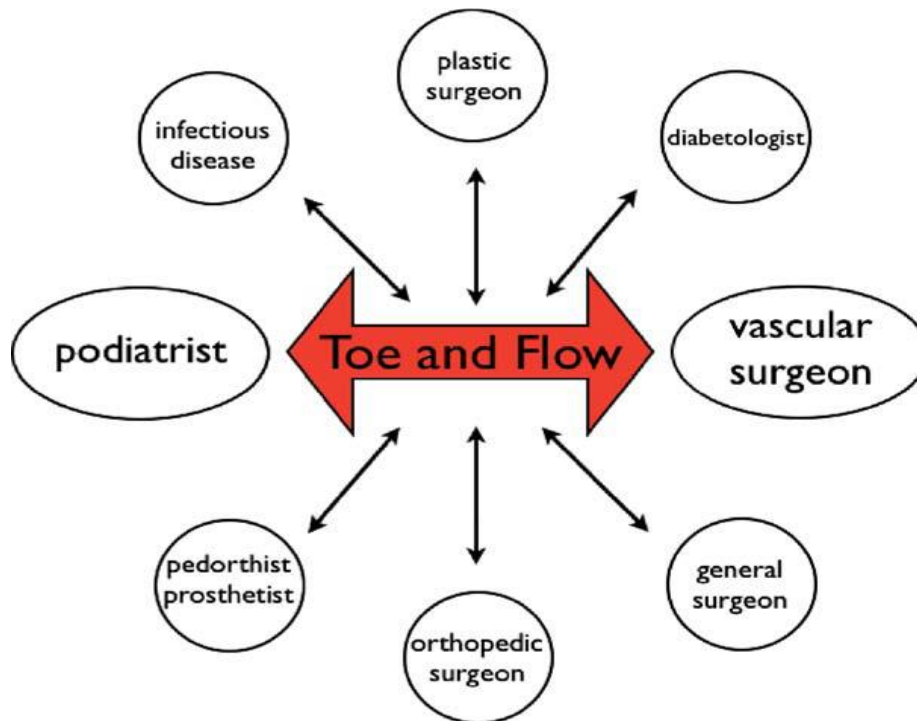 plastic
surgeon
infectious
disease
diabetologist
podiatrist
Toe and Flow
vascular
surgeon
pedorthist
prosthetist
orthopedic
surgeon
general
surgeon